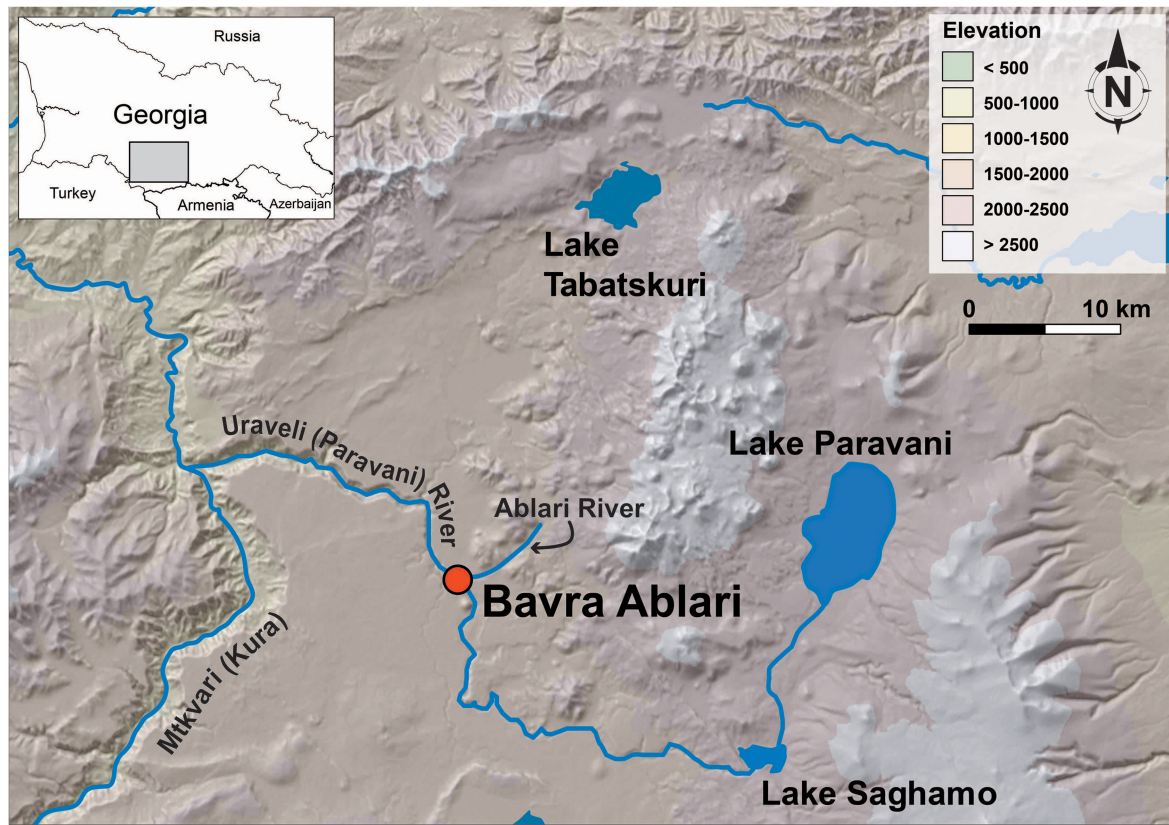 Russia
Georgia
Turkey
Armenia
Azerbaijan
Elevation
< 500
500-1000
1000-1500
1500-2000
2000-2500
> 2500
N
0 10 km
Lake
Tabatskuri
Lake Paravani
Uraveli (Paravani) River
Ablari River
Bavra Ablari
Mtkvari (Kura)
Lake Saghamo